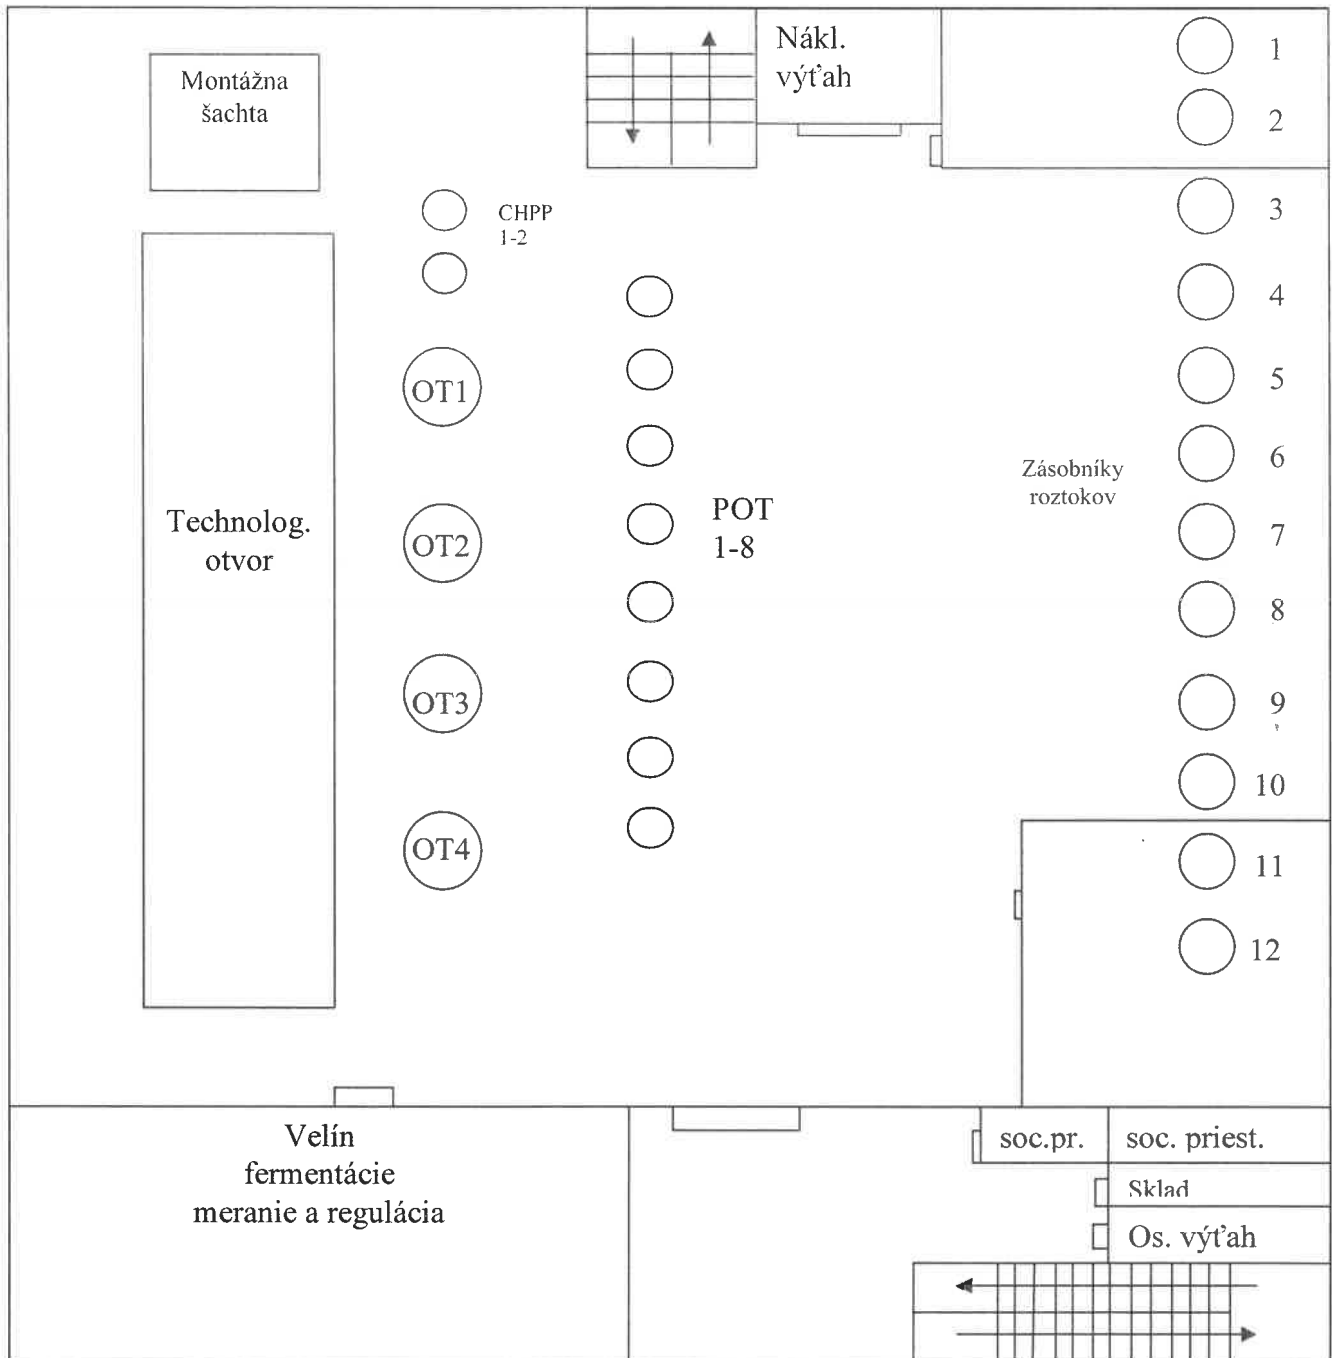 Montážna
šachta
Nákl.
výťah
1
2
CHPP
1-2
3
4
OT1
5
6
Zásobníky
roztokov
Technolog.
otvor
OT2
POT
1-8
7
8
OT3
9
10
OT4
11
12
Velín
fermentácie
meranie a regulácia
soc.pr.
soc. priest.
Sklad
Os. výťah